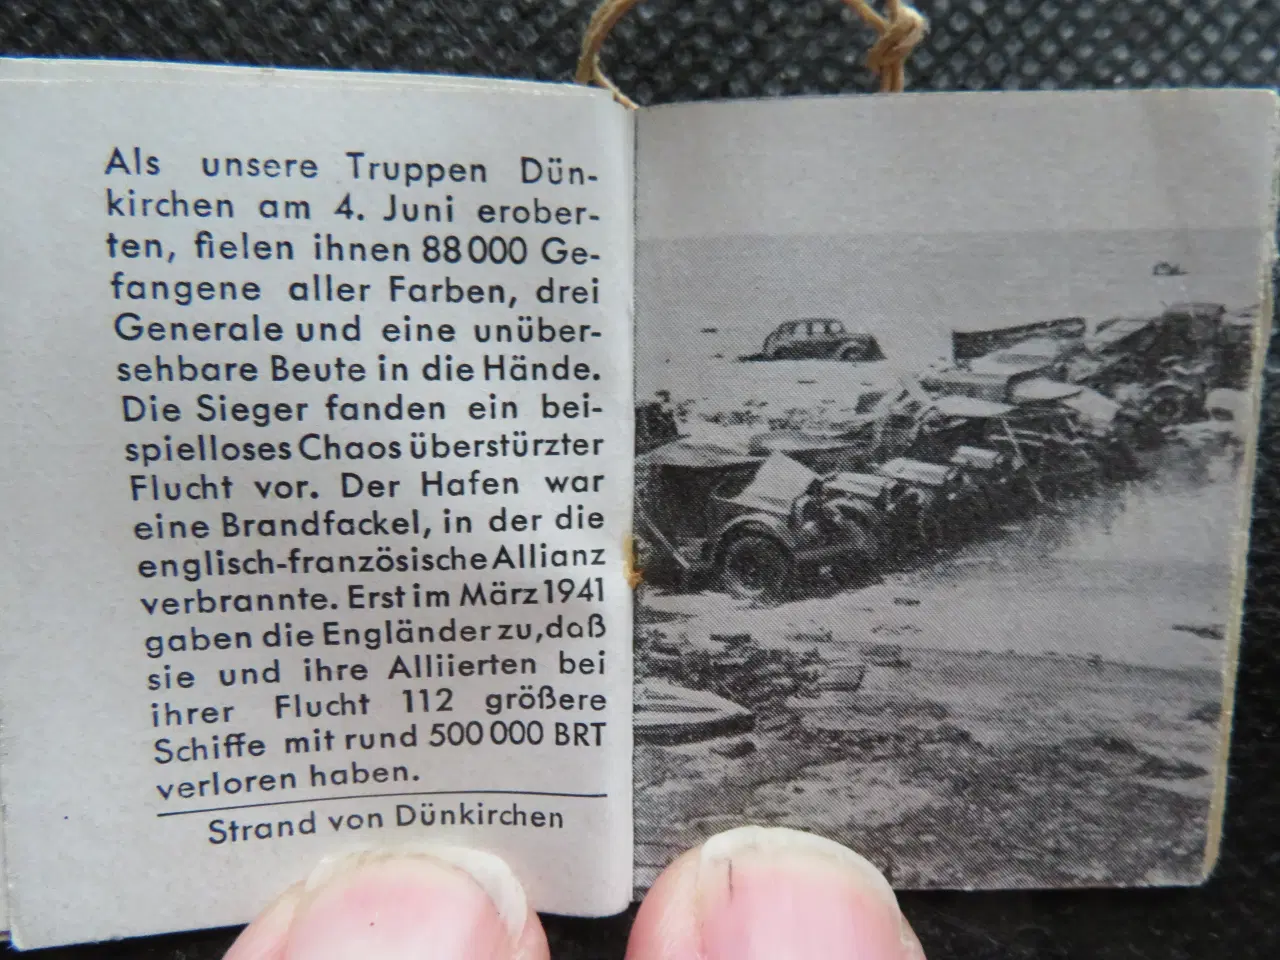 Als unsere Truppen Dün-
kirchen am 4. Juni erober-
ten, fielen ihnen 88000 Ge-
fangene aller Farben, drei
Generale und eine unüber-
sehbare Beute in die Hände.
Die Sieger fanden ein bei-
spielloses Chaos überstürzter
Flucht vor. Der Hafen war
eine Brandfackel, in der die
englisch-französische Allianz
verbrannte. Erst im März 1941
gaben die Engländer zu, daß
sie und ihre Alliierten bei
ihrer Flucht 112 größere
Schiffe mit rund 500000 BRT
verloren haben.
Strand von Dünkirchen